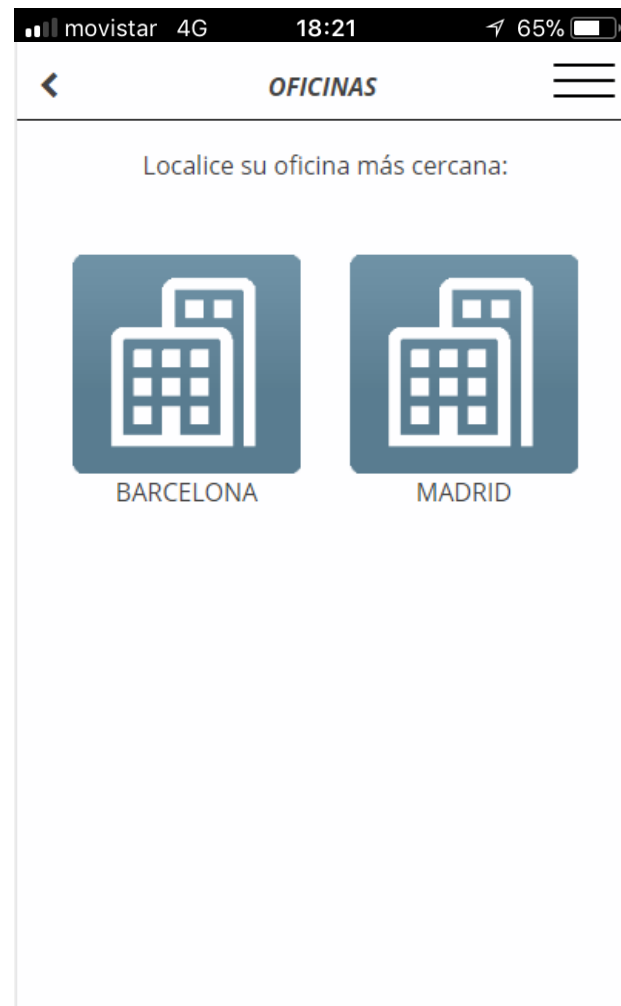 movistar 4G 18:21 65%
OFICINAS
Localice su oficina más cercana:
BARCELONA MADRID